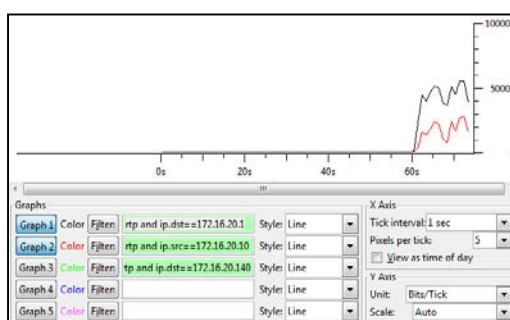 10000
5000
0s 20s 40s 60s
Graphs
Graph 1 Color Filter: rtp and ip.dst==172.16.20.1 Style: Line
Graph 2 Color Filter: rtp and ip.src==172.16.20.10 Style: Line
Graph 3 Color Filter: tp and ip.dst==172.16.20.140 Style: Line
Graph 4 Color Filter: Style: Line
Graph 5 Color Filter: Style: Line
X Axis
Tick interval: 1 sec
Pixels per tick: 5
View as time of day
Y Axis
Unit: Bits/Tick
Scale: Auto